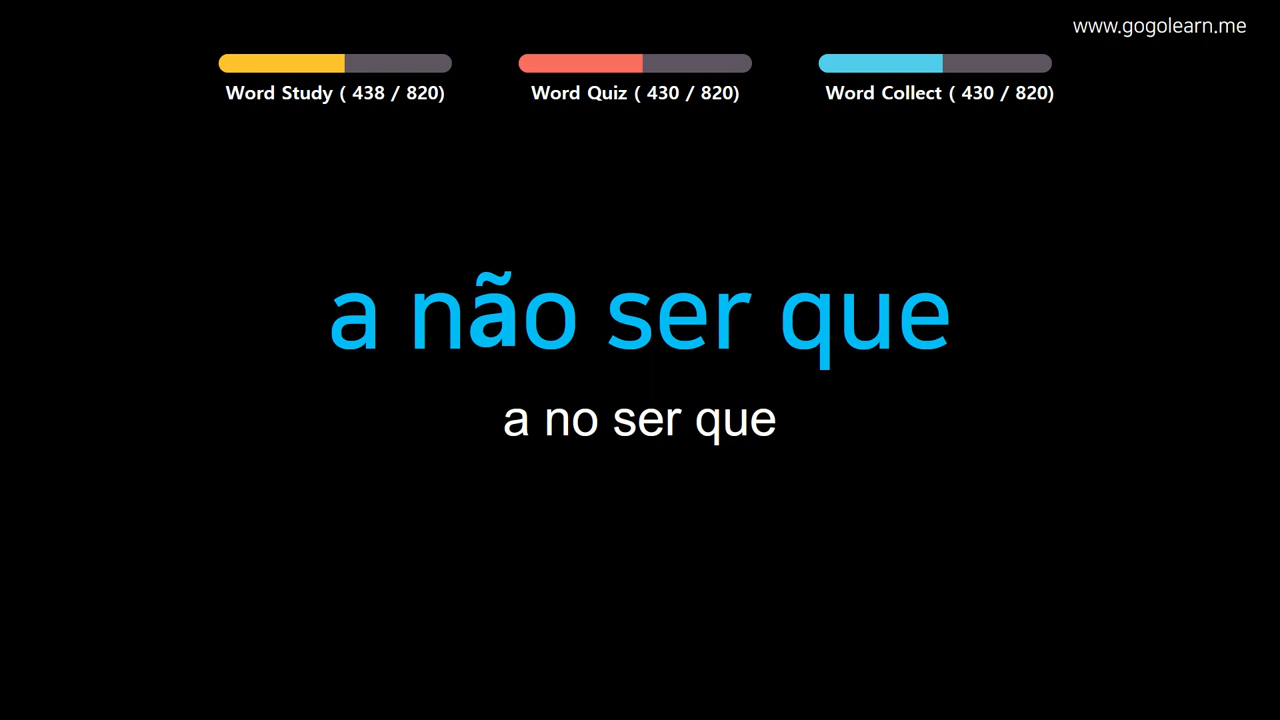 www.gogolearn.me
Word Study ( 438 / 820) Word Quiz ( 430 / 820) Word Collect ( 430 / 820)
a não ser que
a no ser que